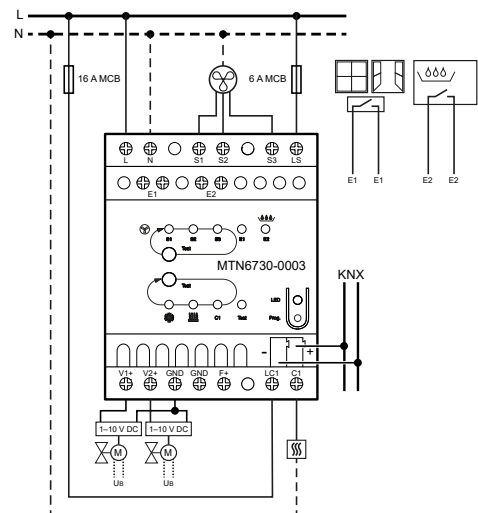 L
N
16 A MCB
6 A MCB
L N S1 S2 S3 LS
E1 E2
E1 E1 E2 E2
S1 S2 S3 E1 E2
Test
MTN6730-0003
Test
KNX
LED
C1 Test Prog.
- +
V1+ V2+ GND GND F+ LC1 C1
1–10 V DC 1–10 V DC
M M
UB UB